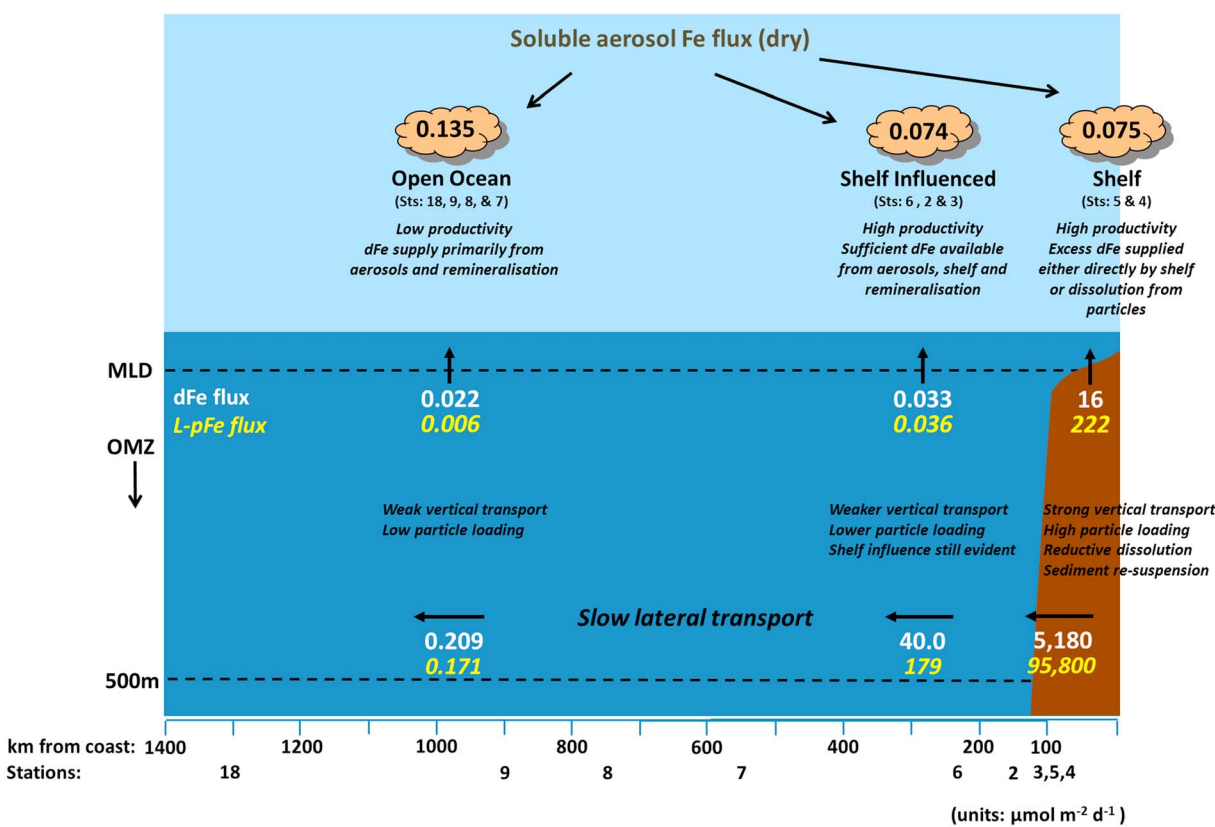 Soluble aerosol Fe flux (dry)
0.135
0.074
0.075
Open Ocean
(Sts: 18, 9, 8, & 7)
Low productivity
dFe supply primarily from
aerosols and remineralisation
Shelf Influenced
(Sts: 6 , 2 & 3)
High productivity
Sufficient dFe available
from aerosols, shelf and
remineralisation
Shelf
(Sts: 5 & 4)
High productivity
Excess dFe supplied
either directly by shelf
or dissolution from
particles
MLD
dFe flux 0.022 0.033 16
L-pFe flux 0.006 0.036 222
OMZ
Weak vertical transport
Low particle loading
Weaker vertical transport
Lower particle loading
Shelf influence still evident
Strong vertical transport
High particle loading
Reductive dissolution
Sediment re-suspension
Slow lateral transport
0.209 40.0 5,180
0.171 179 95,800
500m
km from coast: 1400 1200 1000 800 600 400 200 100
Stations: 18 9 8 7 6 2 3,5,4
(units: µmol m⁻² d⁻¹ )